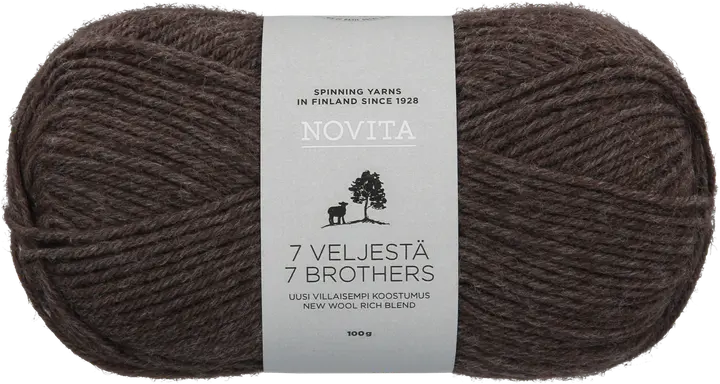 SPINNING YARNS
IN FINLAND SINCE 1928
NOVITA
7 VELJESTÄ
7 BROTHERS
UUSI VILLAISEMPI KOOSTUMUS
NEW WOOL RICH BLEND
100g